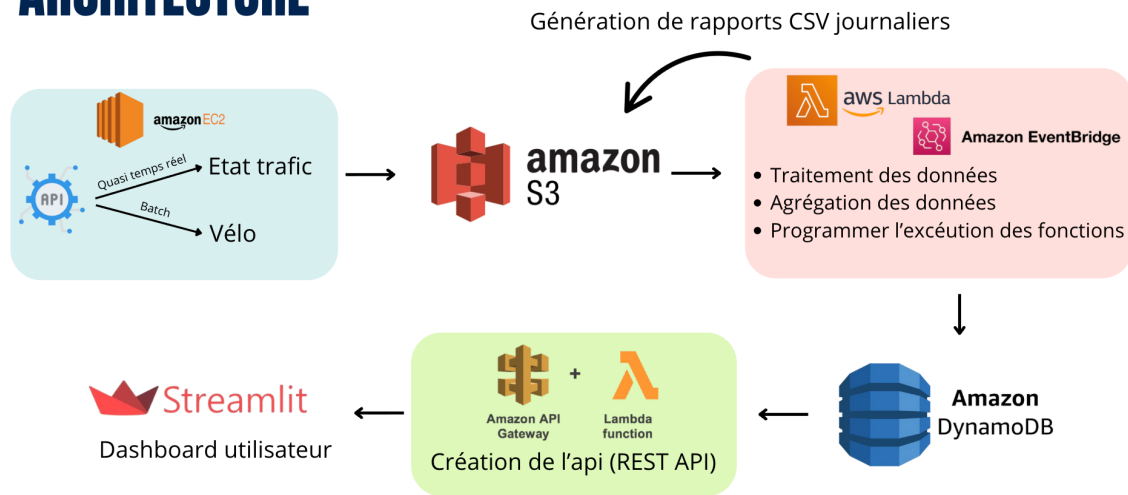 ARCHITECTURE
Génération de rapports CSV journaliers
amazon EC2
API
Quasi temps réel
Etat trafic
Batch
Vélo
amazon
S3
aws Lambda
Amazon EventBridge
• Traitement des données
• Agrégation des données
• Programmer l'excéution des fonctions
Streamlit
Dashboard utilisateur
+
Amazon API
Gateway
Lambda
function
Création de l'api (REST API)
Amazon
DynamoDB